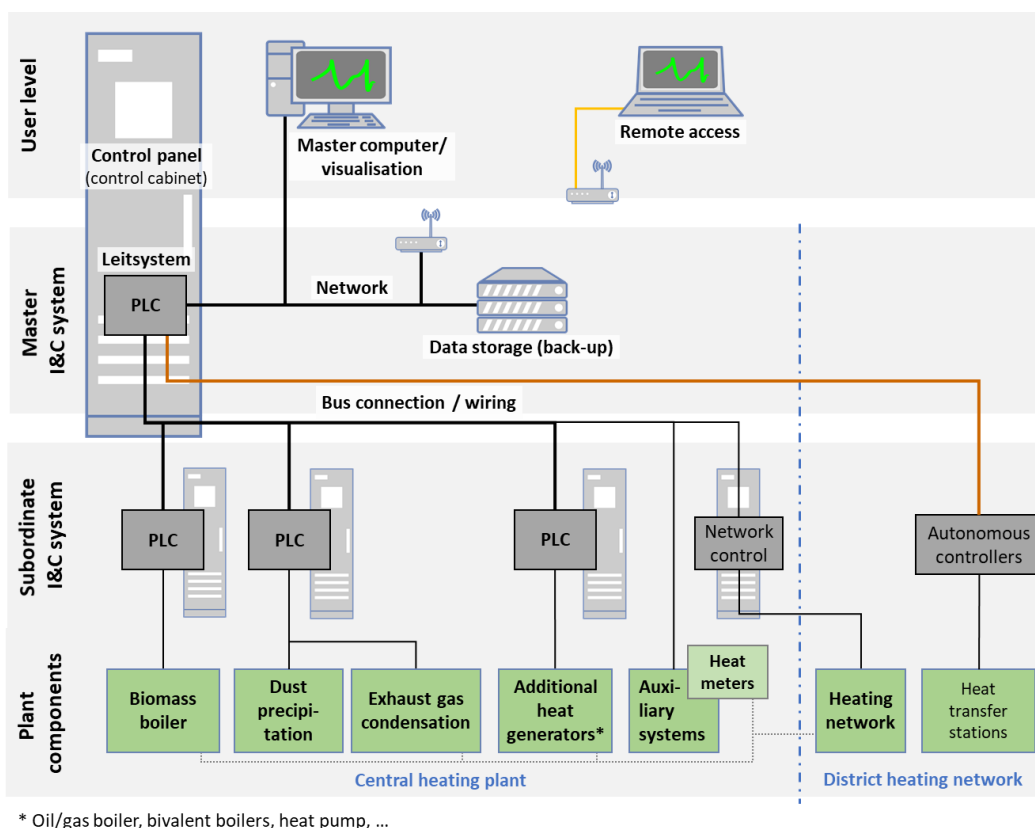 User level
Control panel
(control cabinet)
Master computer/
visualisation
Remote access
Master
I&C system
Leitsystem
PLC
Network
Data storage (back-up)
Bus connection / wiring
Subordinate
I&C system
PLC
PLC
PLC
Network
control
Autonomous
controllers
Plant
components
Biomass
boiler
Dust
precipi-
tation
Exhaust gas
condensation
Additional
heat
generators*
Auxi-
liary
systems
Heat
meters
Heating
network
Heat
transfer
stations
Central heating plant
District heating network
* Oil/gas boiler, bivalent boilers, heat pump, ...